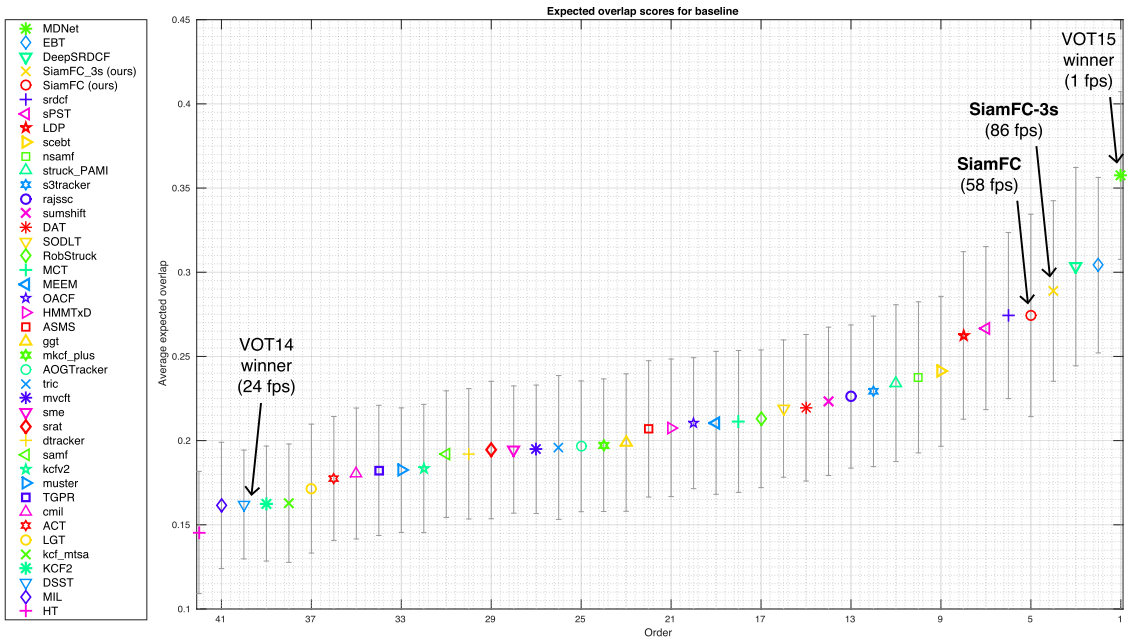 Expected overlap scores for baseline
MDNet
EBT
DeepSRDCF
SiamFC_3s (ours)
SiamFC (ours)
srdcf
sPST
LDP
scebt
nsamf
struck_PAMI
s3tracker
rajssc
sumshift
DAT
SODLT
RobStruck
MCT
MEEM
OACF
HMMTxD
ASMS
ggt
mkcf_plus
AOGTracker
tric
mvcft
sme
srat
dtracker
samf
kcfv2
muster
TGPR
cmil
ACT
LGT
kcf_mtsa
KCF2
DSST
MIL
HT
Average expected overlap
0.45
0.4
0.35
0.3
0.25
0.2
0.15
0.1
VOT14
winner
(24 fps)
SiamFC
(58 fps)
SiamFC-3s
(86 fps)
VOT15
winner
(1 fps)
41
37
33
29
25
21
17
13
9
5
1
Order